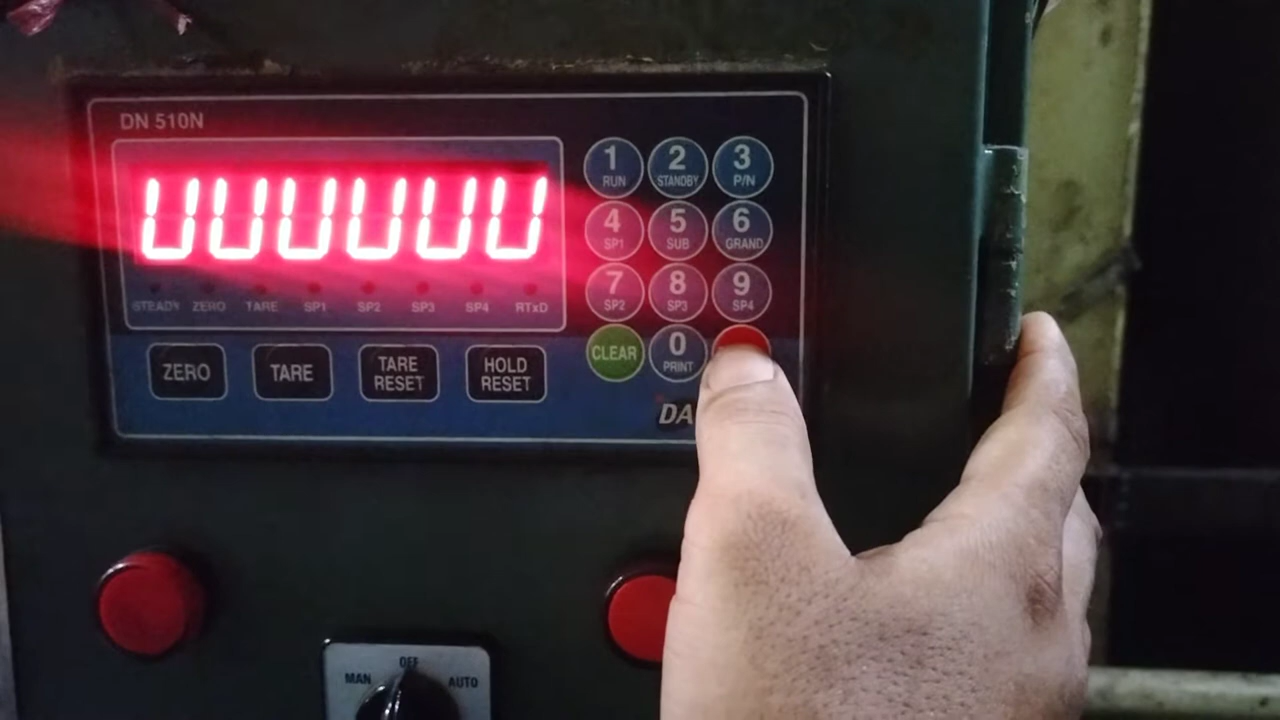 DN 510N
UUUUUU
STEADY ZERO TARE SP1 SP2 SP3 SP4 RTxD
1 RUN
2 STANDBY
3 P/N
4 SP1
5 SUB
6 GRAND
7 SP2
8 SP3
9 SP4
CLEAR
0 PRINT
ZERO
TARE
TARE
RESET
HOLD
RESET
DA
MAN OFF AUTO